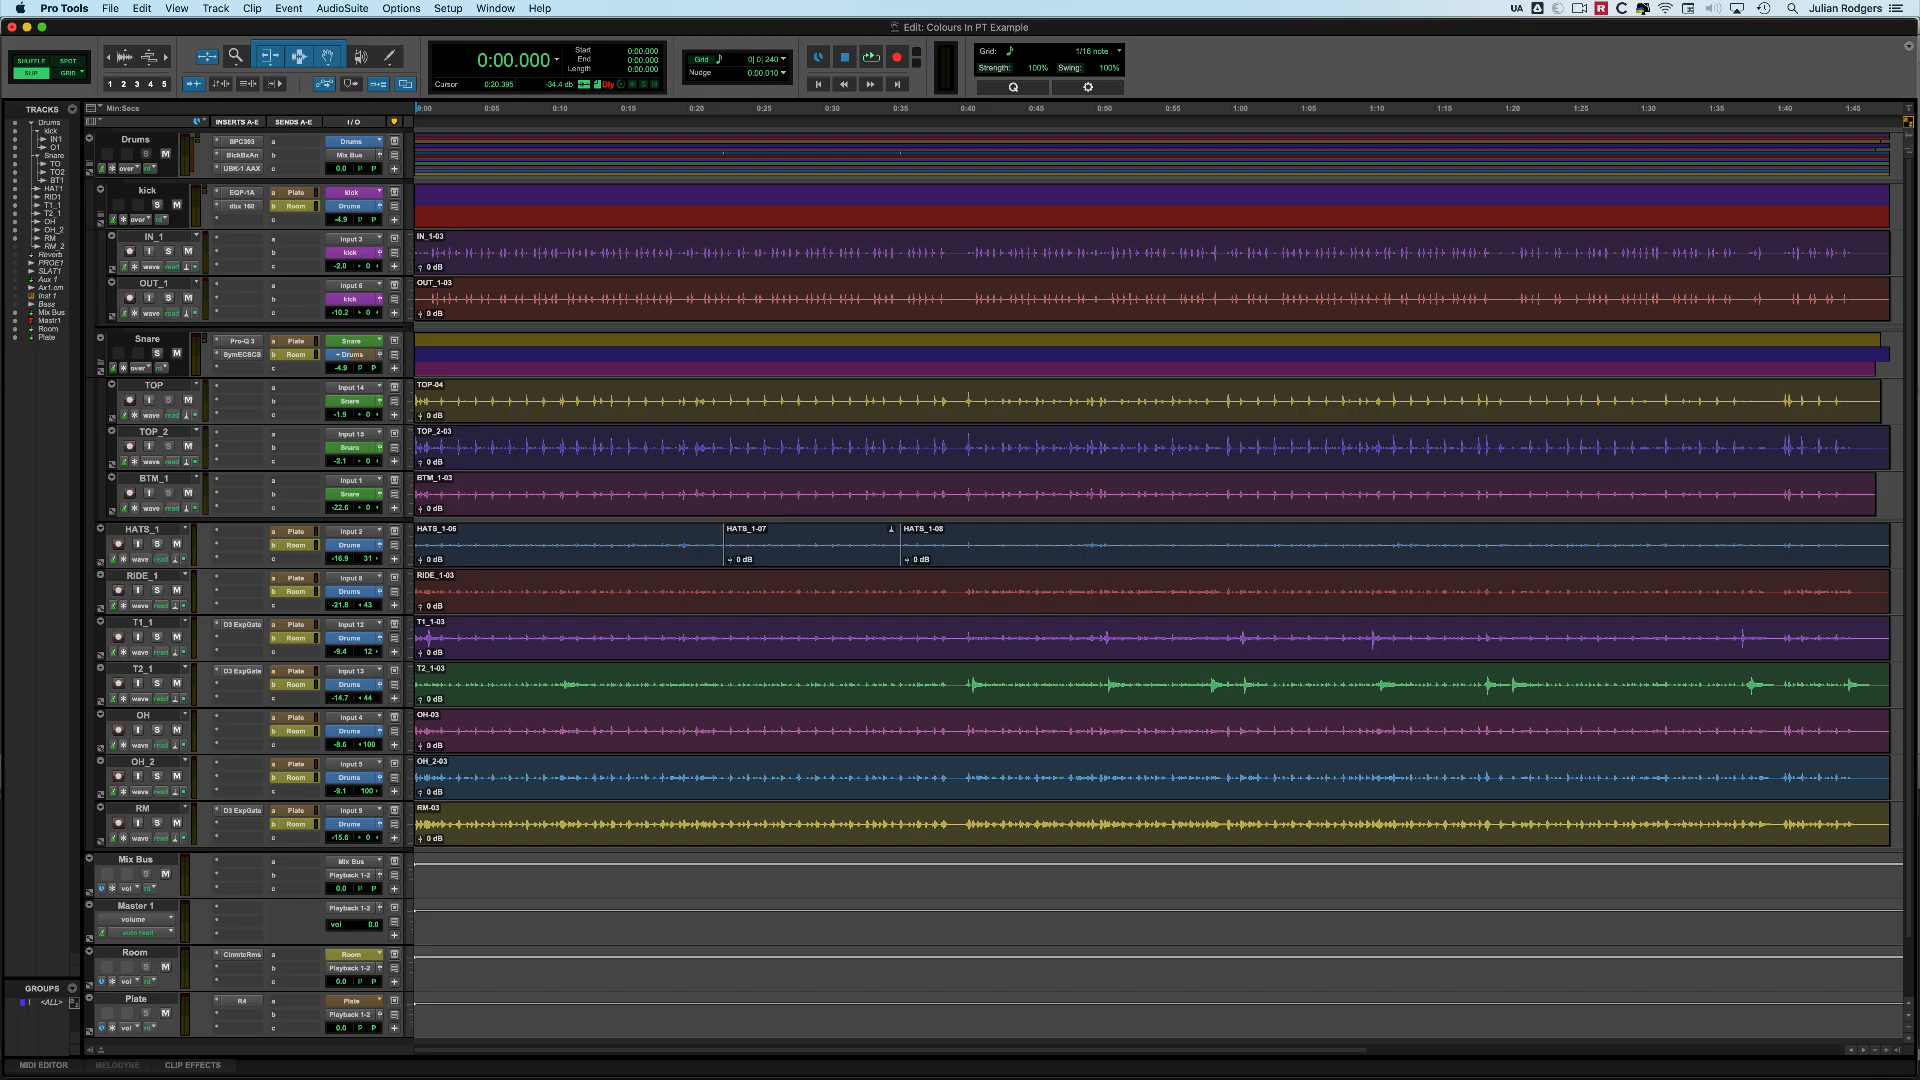 Pro Tools File Edit View Track Clip Event AudioSuite Options Setup Window Help UA Julian Rodgers
Edit: Colours In PT Example
SHUFFLE SPOT
SLIP GRID
1 2 3 4 5
0:00.000
Start 0:00.000
End 0:00.000
Length 0:00.000
Cursor 0:20.395 -34.4 db Dly
Grid 0| 0| 240
Nudge 0:00.010
Grid: 1/16 note
Strength: 100% Swing: 100%
Q
TRACKS
Drums
kick
IN1
O1
Snare
TO
TO2
BT1
HAT1
RID1
T1_1
T2_1
OH
OH_2
RM
RM_2
Reverb
PROE1
SLAT1
Aux 1
Ax1.cm
Inst 1
Bass
Mix Bus
Mastr1
Room
Plate
Min:Secs 0:00 0:05 0:10 0:15 0:20 0:25 0:30 0:35 0:40 0:45 0:50 0:55 1:00 1:05 1:10 1:15 1:20 1:25 1:30 1:35 1:40 1:45
INSERTS A-E SENDS A-E I / O
Drums SPC303 a Drums
S M BlckBxAn b Mix Bus
over rd UBK-1 AAX c 0.0 P P
kick EQP-1A a Plate kick
S M dbx 160 b Room Drums
over rd c -4.9 P P
IN_1 a Input 3 IN_1-03
I S M b kick
wave read c -2.0 0 0 dB
OUT_1 a Input 6 OUT_1-03
I S M b kick
wave read c -10.2 0 0 dB
Snare Pro-Q 3 a Plate Snare
S M SymECSCS b Room + Drums
over rd c -4.9 P P
TOP a Input 14 TOP-04
I S M b Snare
wave read c -1.9 0 0 dB
TOP_2 a Input 15 TOP_2-03
I S M b Snare
wave read c -2.1 0 0 dB
BTM_1 a Input 1 BTM_1-03
I S M b Snare
wave read c -22.6 0 0 dB
HATS_1 a Plate Input 2 HATS_1-06 HATS_1-07 HATS_1-08
I S M b Room Drums
wave read c -16.9 31 0 dB 0 dB 0 dB
RIDE_1 a Plate Input 8 RIDE_1-03
I S M b Room Drums
wave read c -21.8 43 0 dB
T1_1 D3 ExpGate a Plate Input 12 T1_1-03
I S M b Room Drums
wave read c -9.4 12 0 dB
T2_1 D3 ExpGate a Plate Input 13 T2_1-03
I S M b Room Drums
wave read c -14.7 44 0 dB
OH a Plate Input 4 OH-03
I S M b Room Drums
wave read c -8.6 100 0 dB
OH_2 a Plate Input 5 OH_2-03
I S M b Room Drums
wave read c -9.1 100 0 dB
RM D3 ExpGate a Plate Input 9 RM-03
I S M b Room Drums
wave read c -15.6 0 0 dB
Mix Bus a Mix Bus
S M b Playback 1-2
vol rd c 0.0 P P
Master 1 Playback 1-2
volume vol 0.0
auto read
Room ClnmtcRms a Room
S M b Playback 1-2
vol rd c 0.0 P P
GROUPS
<ALL>
Plate R4 a Plate
S M b Playback 1-2
vol rd c 0.0 P P
MIDI EDITOR MELODYNE CLIP EFFECTS